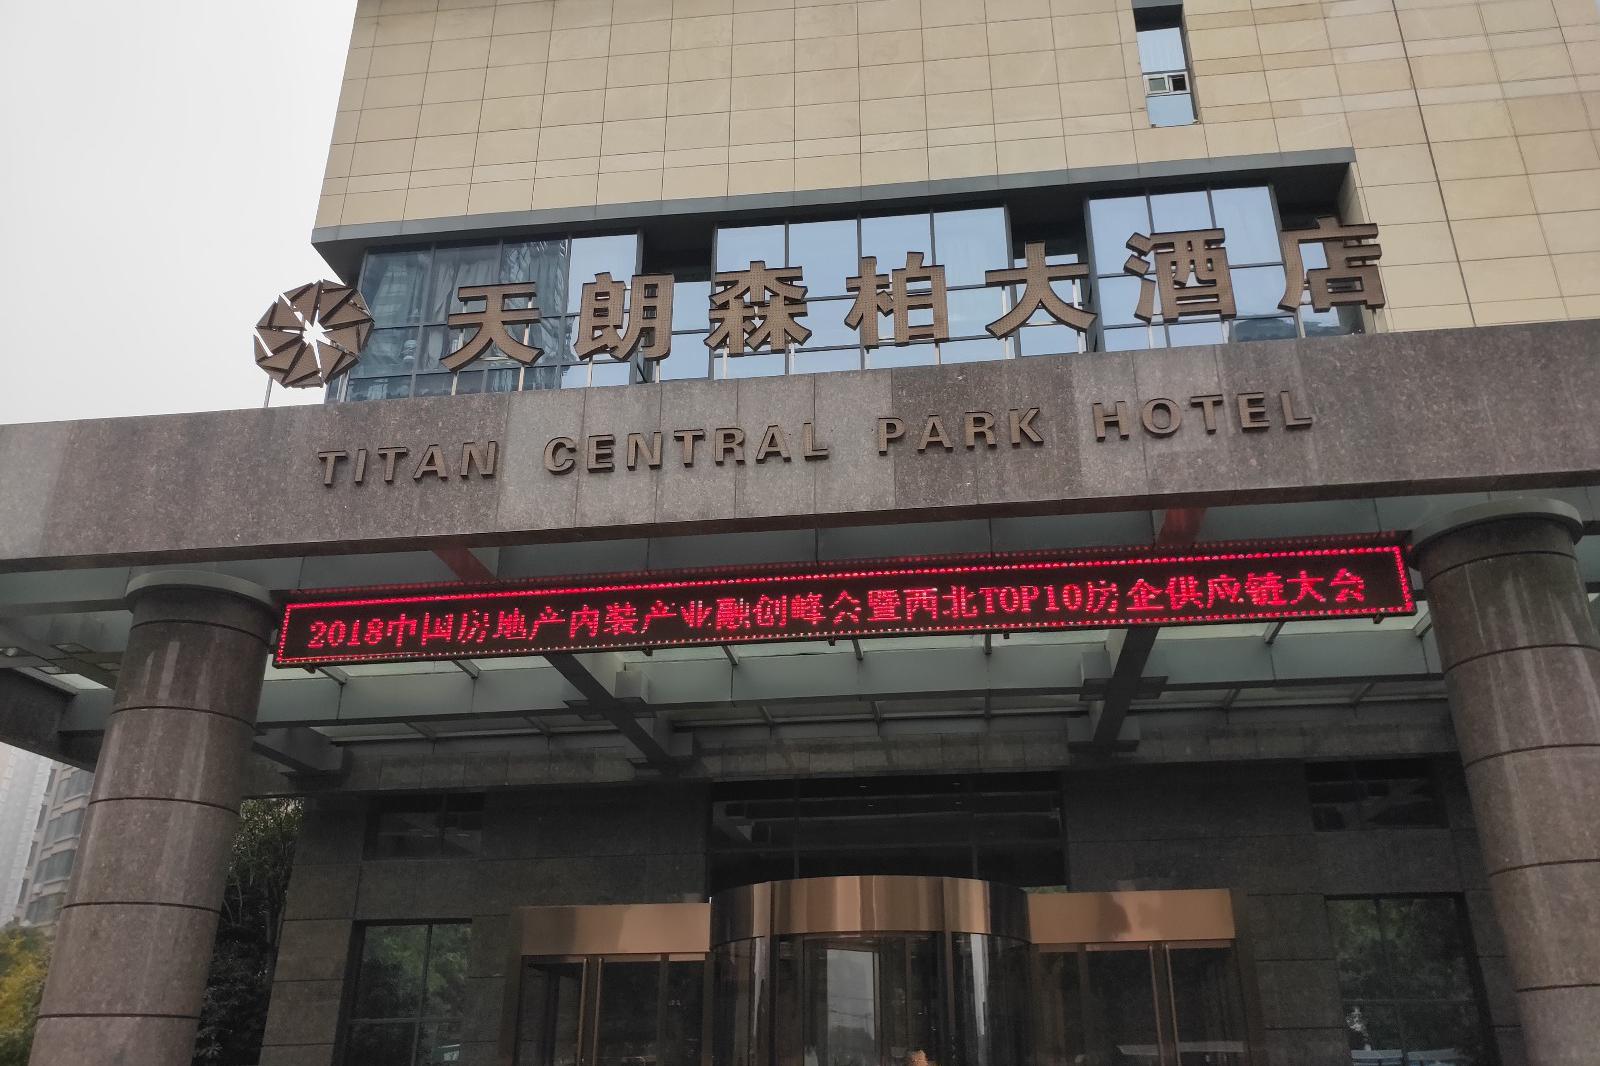 天朗森柏大酒店
TITAN CENTRAL PARK HOTEL
2018中国房地产内装产业融创峰会暨西北TOP10房企供应链大会